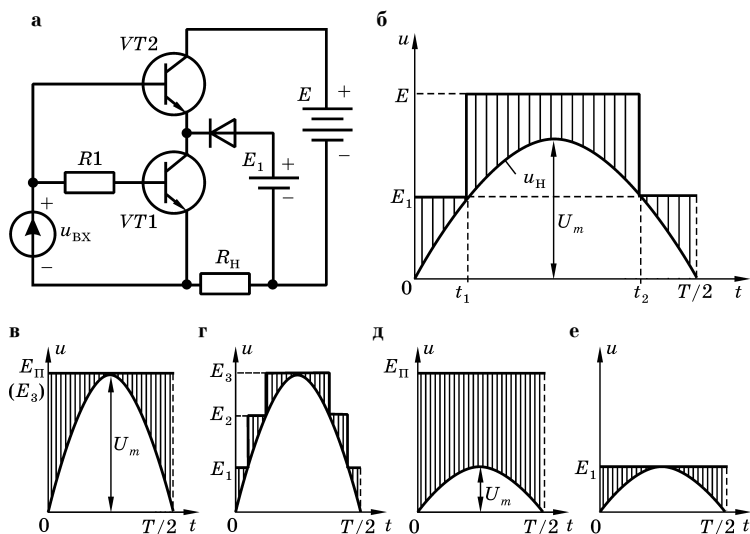 а
VT2
R1
VT1
+
uВХ
−
E1
+
−
E
+
−
RН
б
u
E
E1
uН
Um
0
t1
t2
T/2
t
в
u
EП
(E3)
Um
0
T/2
t
г
u
E3
E2
E1
0
T/2
t
д
u
EП
Um
0
T/2
t
е
u
E1
0
T/2
t